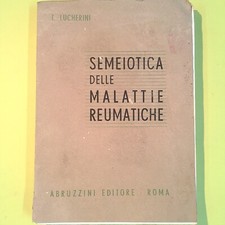 T. LUCHERINI
SEMEIOTICA
DELLE
MALATTIE
REUMATICHE
ABRUZZINI EDITORE - ROMA